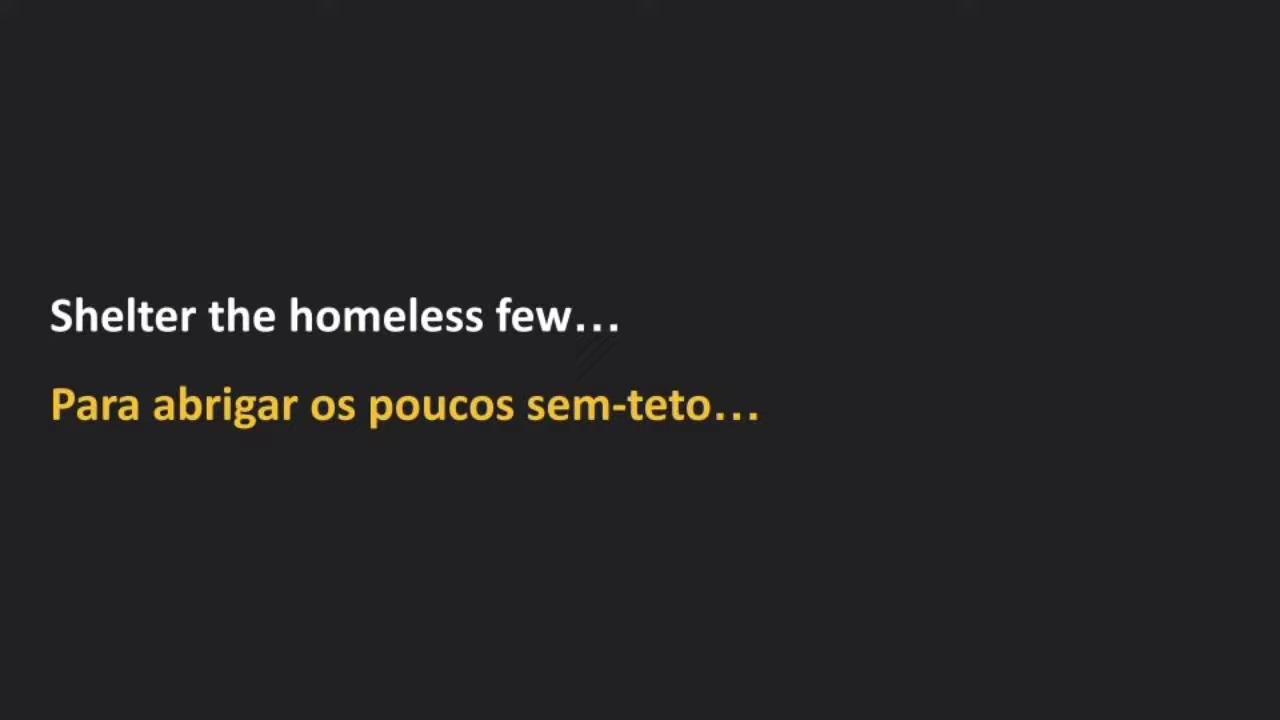 Shelter the homeless few…
Para abrigar os poucos sem-teto…